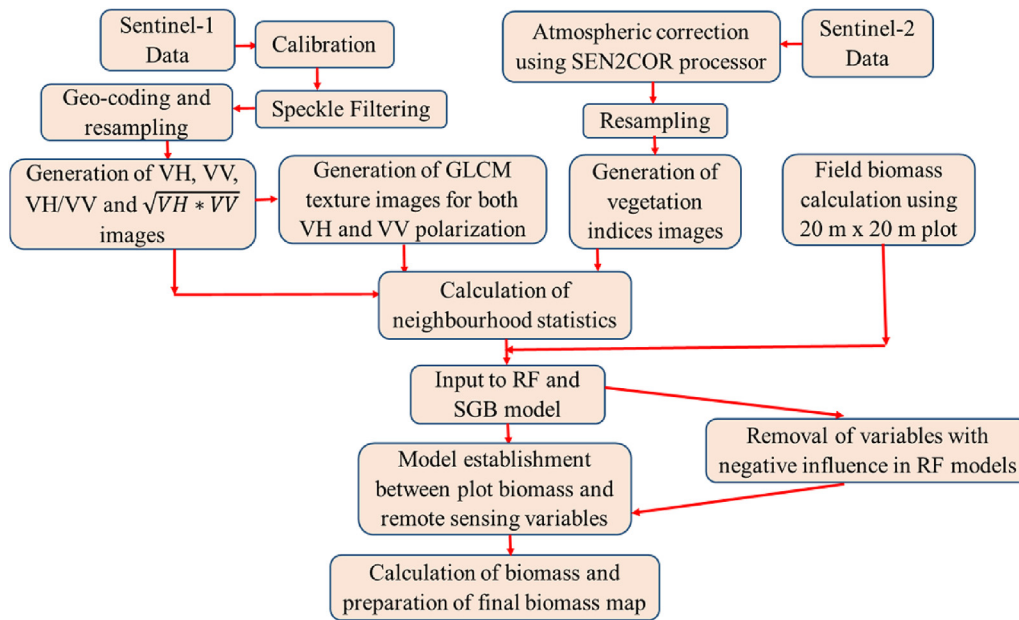 Sentinel-1
Data
Calibration
Atmospheric correction
using SEN2COR processor
Sentinel-2
Data
Geo-coding and
resampling
Speckle Filtering
Resampling
Generation of VH, VV,
VH/VV and √VH * VV
images
Generation of GLCM
texture images for both
VH and VV polarization
Generation of
vegetation
indices images
Field biomass
calculation using
20 m x 20 m plot
Calculation of
neighbourhood statistics
Input to RF and
SGB model
Removal of variables with
negative influence in RF models
Model establishment
between plot biomass and
remote sensing variables
Calculation of biomass and
preparation of final biomass map